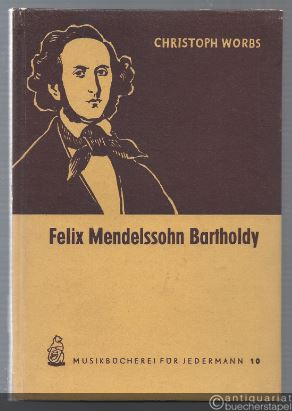 CHRISTOPH WORBS
Felix Mendelssohn Bartholdy
MUSIKBÜCHEREI FÜR JEDERMANN 10
antiquariat
buecherstapel